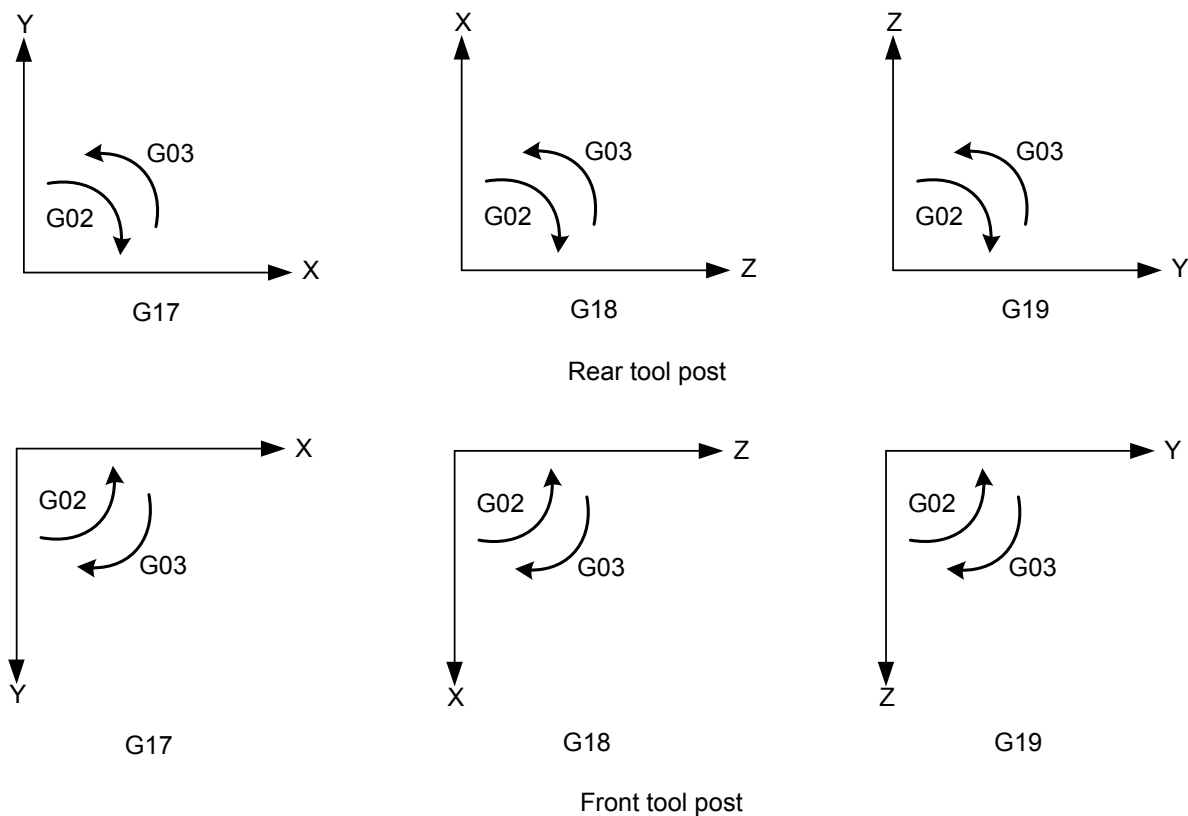 Y
G03
G02
X
G17
X
G03
G02
Z
G18
Z
G03
G02
Y
G19
Rear tool post
X
G02
G03
Y
G17
Z
G02
G03
X
G18
Y
G02
G03
Z
G19
Front tool post